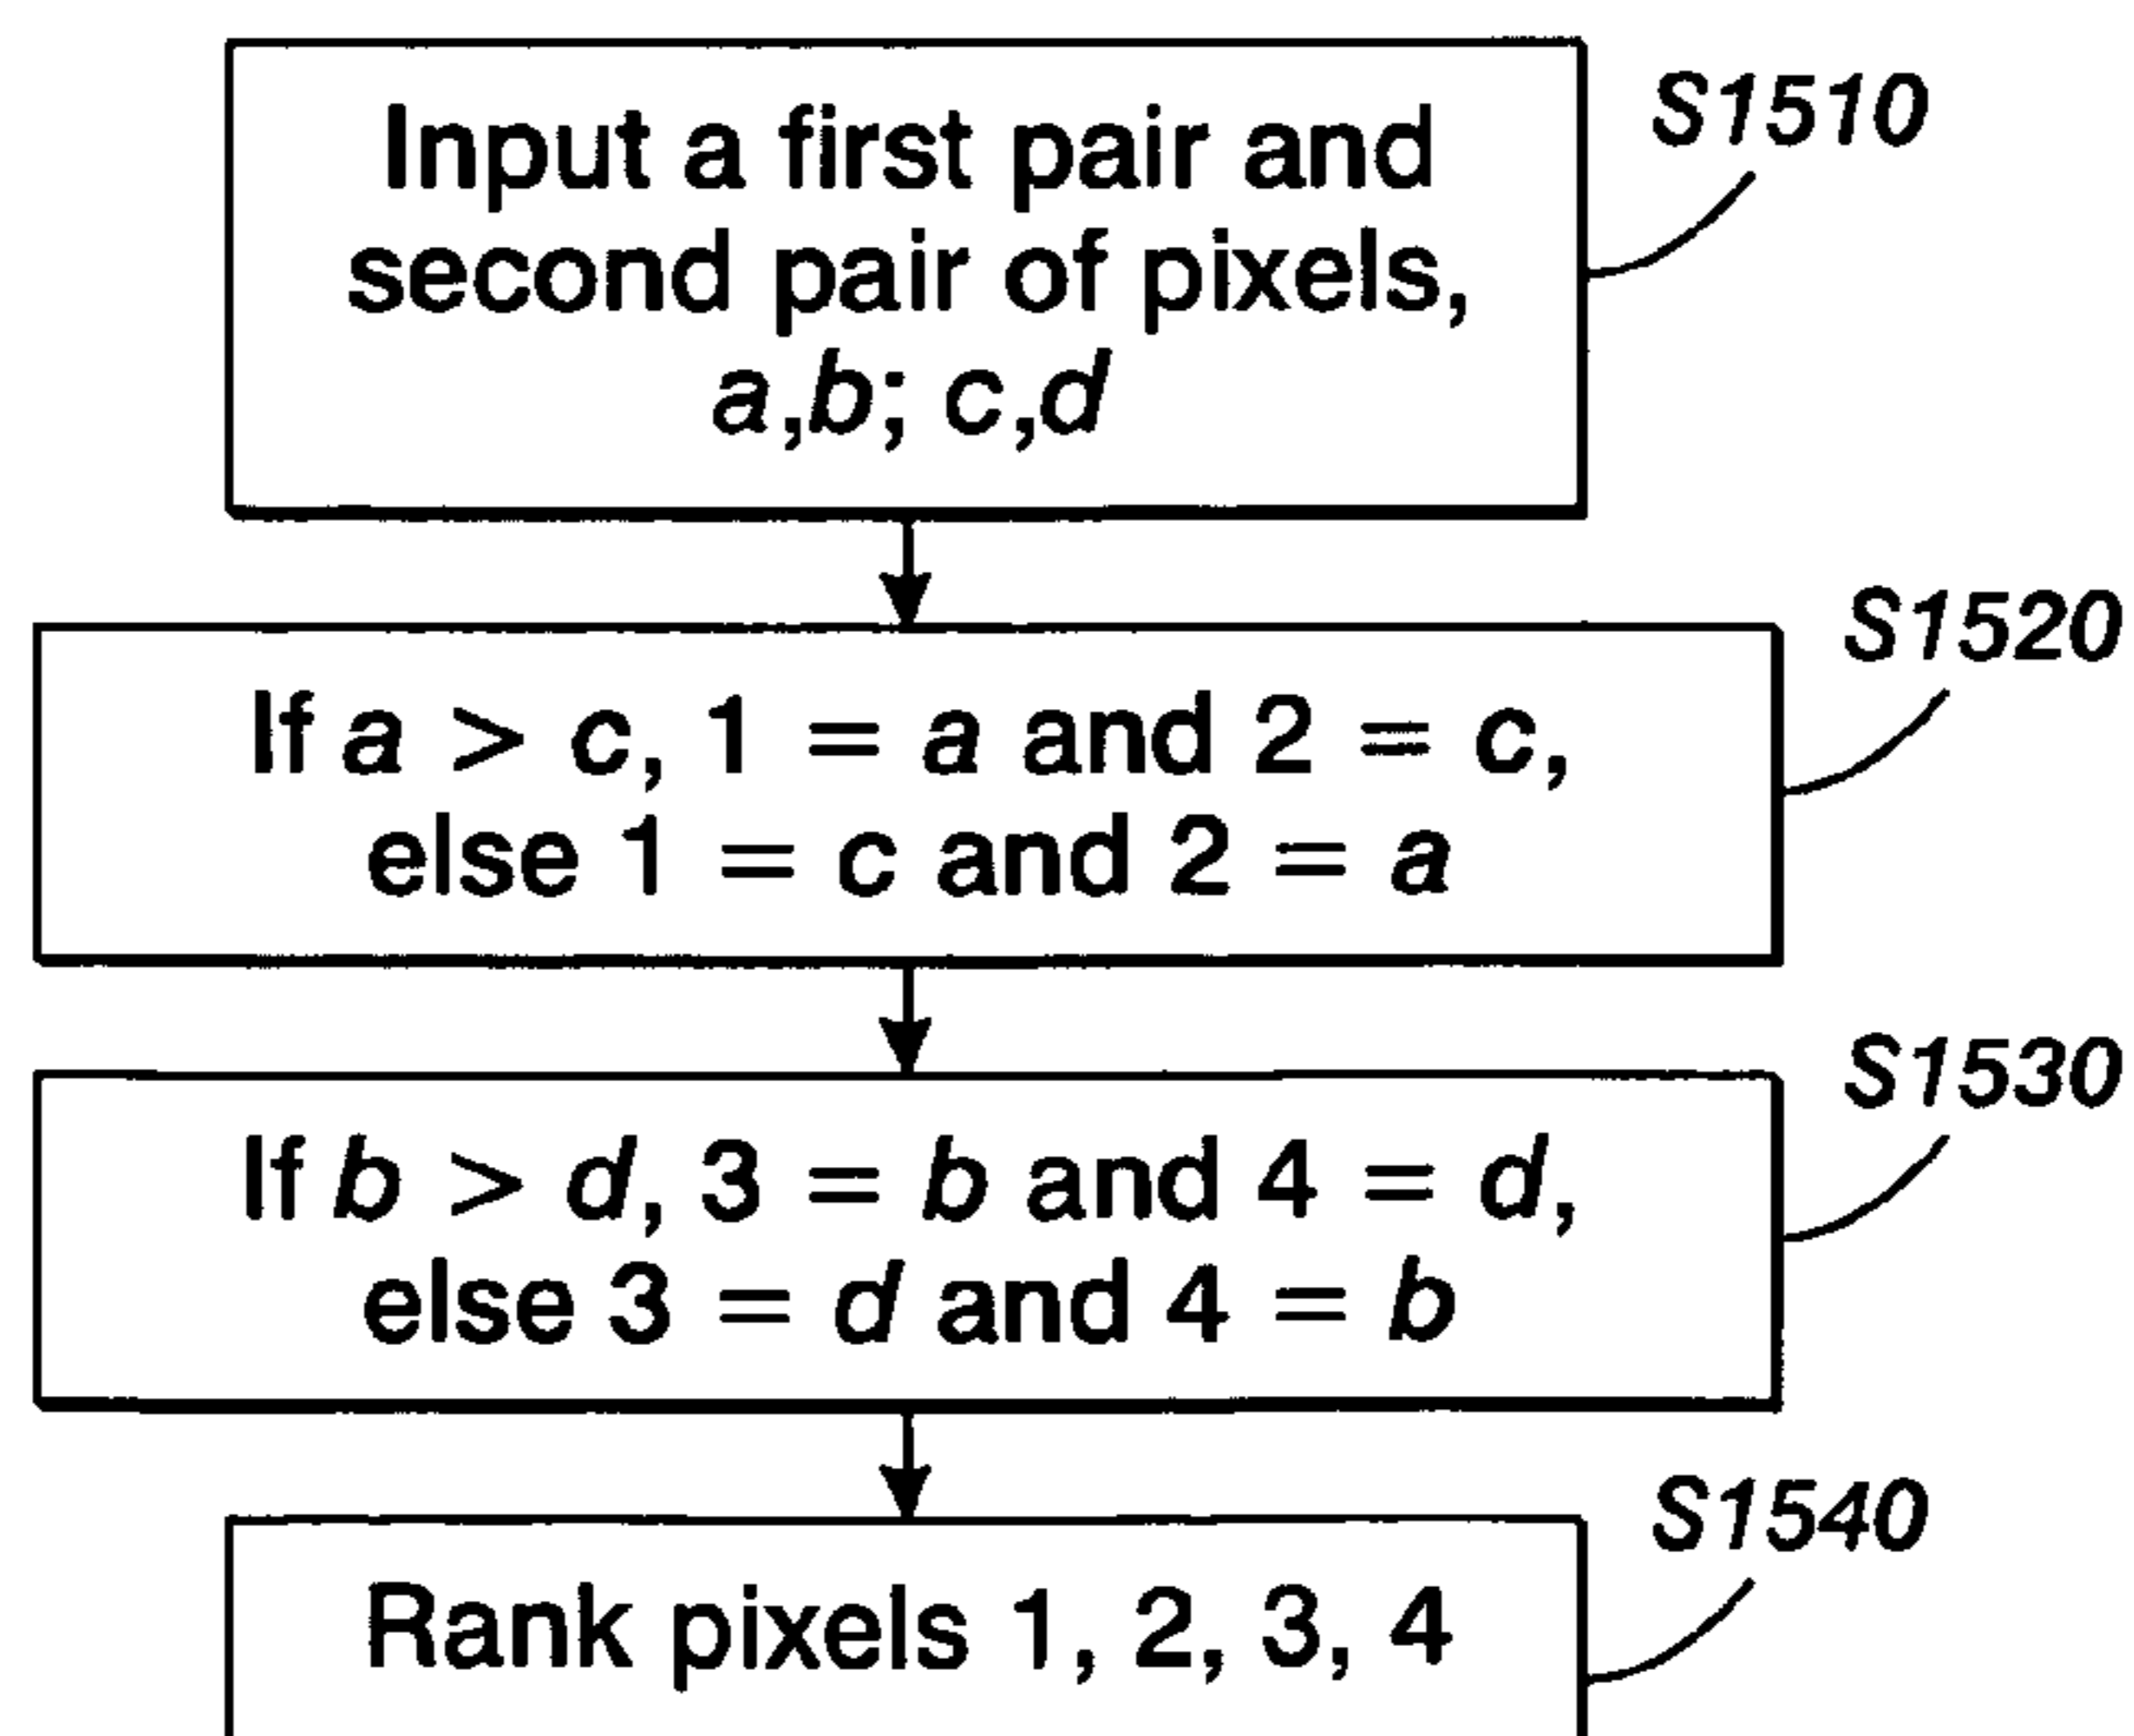 Input a first pair and
second pair of pixels,
a,b; c,d
S1510
If a > c, 1 = a and 2 = c,
else 1 = c and 2 = a
S1520
If b > d, 3 = b and 4 = d,
else 3 = d and 4 = b
S1530
Rank pixels 1, 2, 3, 4
S1540